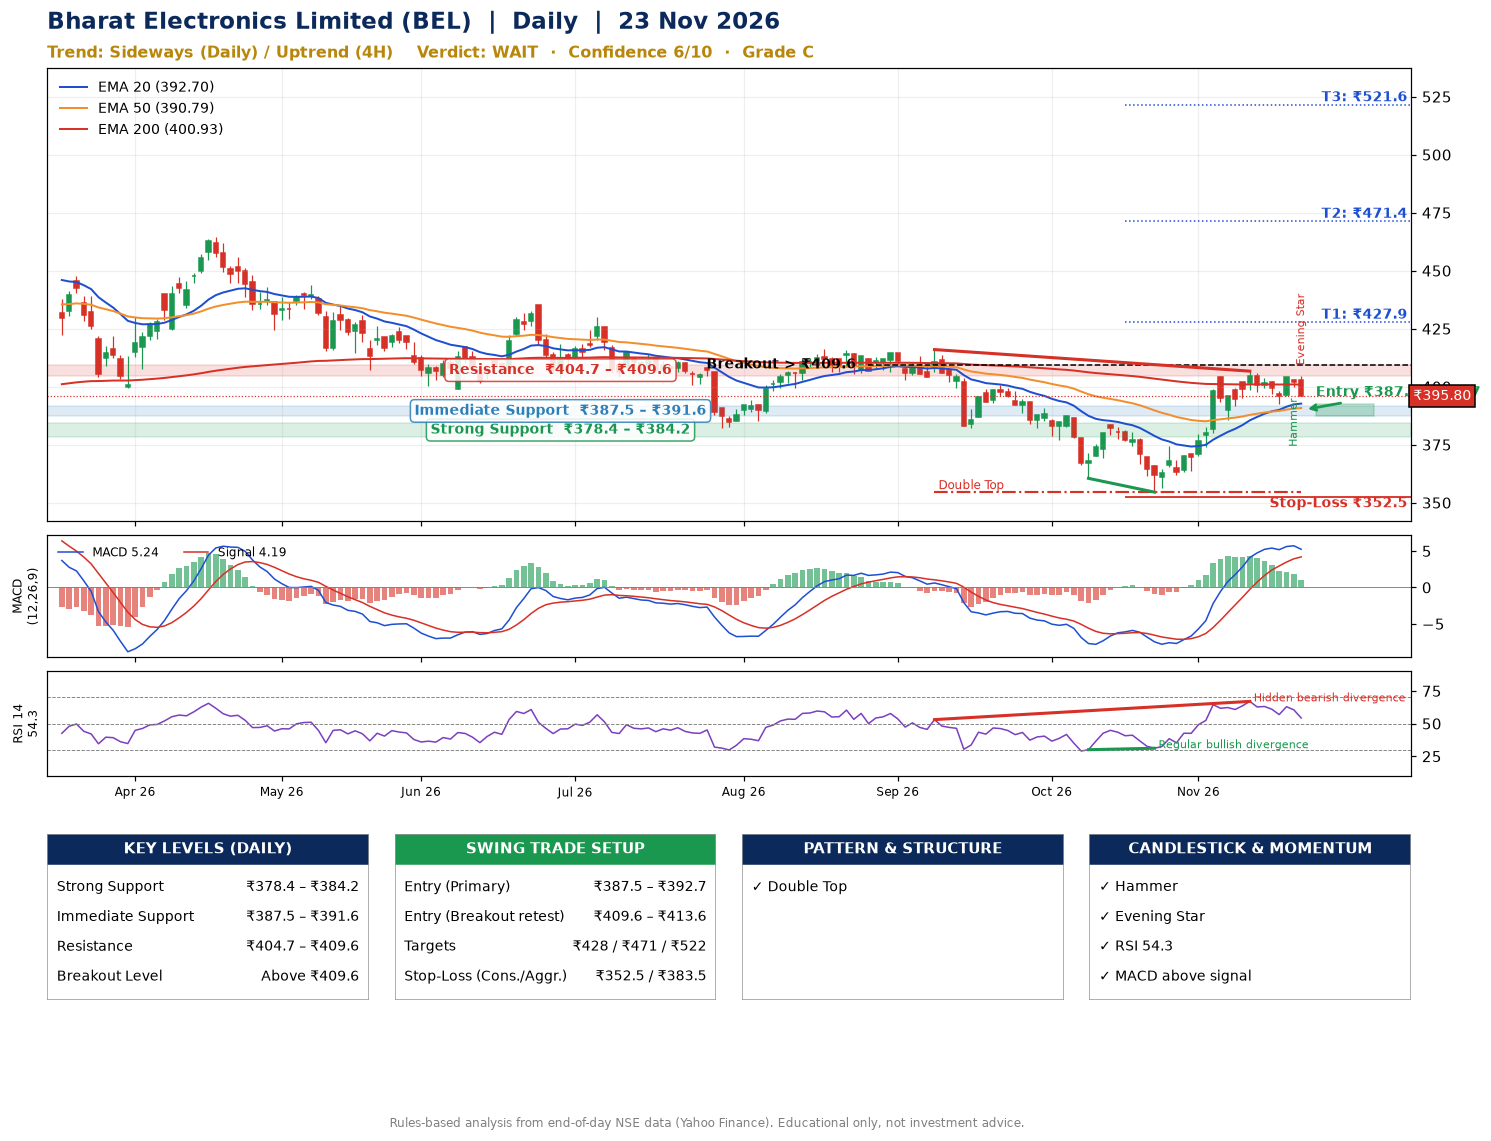 Bharat Electronics Limited (BEL) | Daily | 23 Nov 2026
Trend: Sideways (Daily) / Uptrend (4H) Verdict: WAIT · Confidence 6/10 · Grade C
EMA 20 (392.70)
EMA 50 (390.79)
EMA 200 (400.93)
T3: ₹521.6
T2: ₹471.4
T1: ₹427.9
Evening Star
Breakout > ₹409.6
Resistance ₹404.7 – ₹409.6
Entry ₹387.
₹395.80
Immediate Support ₹387.5 – ₹391.6
Strong Support ₹378.4 – ₹384.2
Hammer
Double Top
Stop-Loss ₹352.5
525
500
475
450
425
400
375
350
MACD 5.24
Signal 4.19
MACD
(12,26,9)
5
0
−5
RSI 14
54.3
Hidden bearish divergence
Regular bullish divergence
75
50
25
Apr 26 May 26 Jun 26 Jul 26 Aug 26 Sep 26 Oct 26 Nov 26
KEY LEVELS (DAILY)
Strong Support ₹378.4 – ₹384.2
Immediate Support ₹387.5 – ₹391.6
Resistance ₹404.7 – ₹409.6
Breakout Level Above ₹409.6
SWING TRADE SETUP
Entry (Primary) ₹387.5 – ₹392.7
Entry (Breakout retest) ₹409.6 – ₹413.6
Targets ₹428 / ₹471 / ₹522
Stop-Loss (Cons./Aggr.) ₹352.5 / ₹383.5
PATTERN & STRUCTURE
✓ Double Top
CANDLESTICK & MOMENTUM
✓ Hammer
✓ Evening Star
✓ RSI 54.3
✓ MACD above signal
Rules-based analysis from end-of-day NSE data (Yahoo Finance). Educational only, not investment advice.